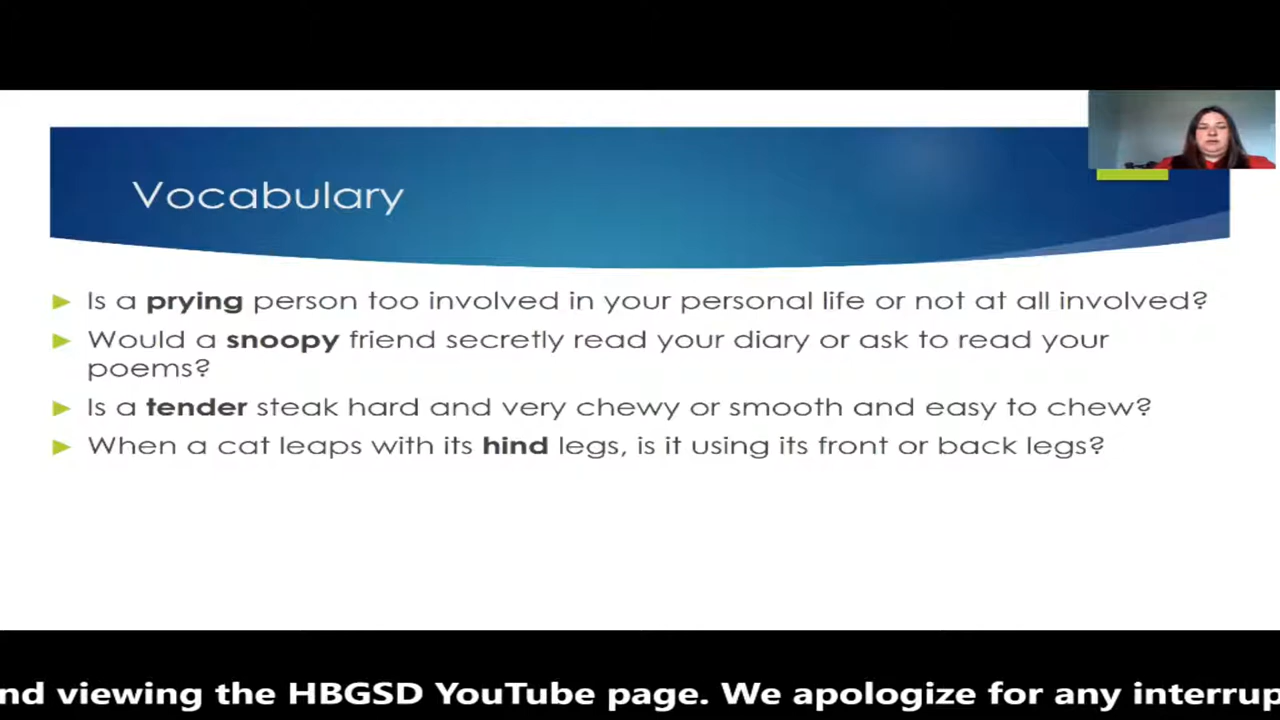 Vocabulary
Is a prying person too involved in your personal life or not at all involved?
Would a snoopy friend secretly read your diary or ask to read your
poems?
Is a tender steak hard and very chewy or smooth and easy to chew?
When a cat leaps with its hind legs, is it using its front or back legs?
viewing the HBGSD YouTube page. We apologize for any